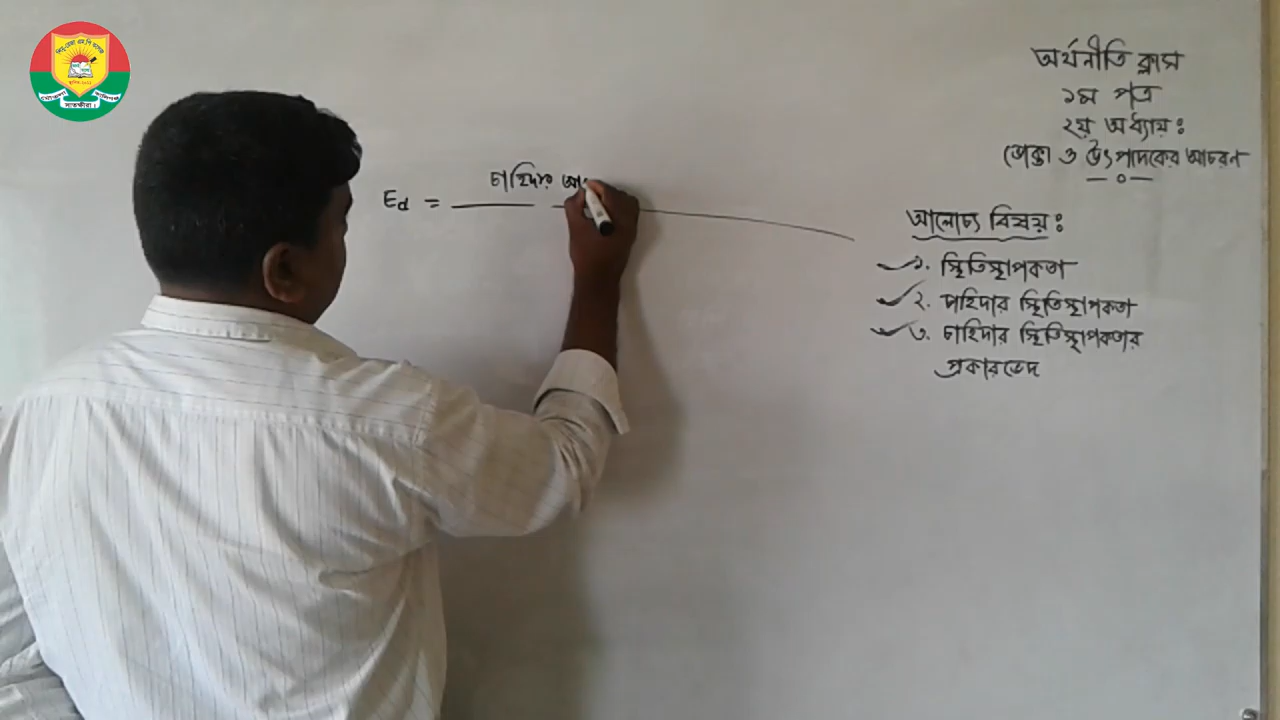 সাতক্ষীরা।
অর্থনীতি ক্লাস
১ম পত্র
২য় অধ্যায়ঃ
ভোক্তা ও উৎপাদকের আচরণ
আলোচ্য বিষয়ঃ
১. স্থিতিস্থাপকতা
২. চাহিদার স্থিতিস্থাপকতা
৩. চাহিদার স্থিতিস্থাপকতার
প্রকারভেদ
চাহিদার
Ed =